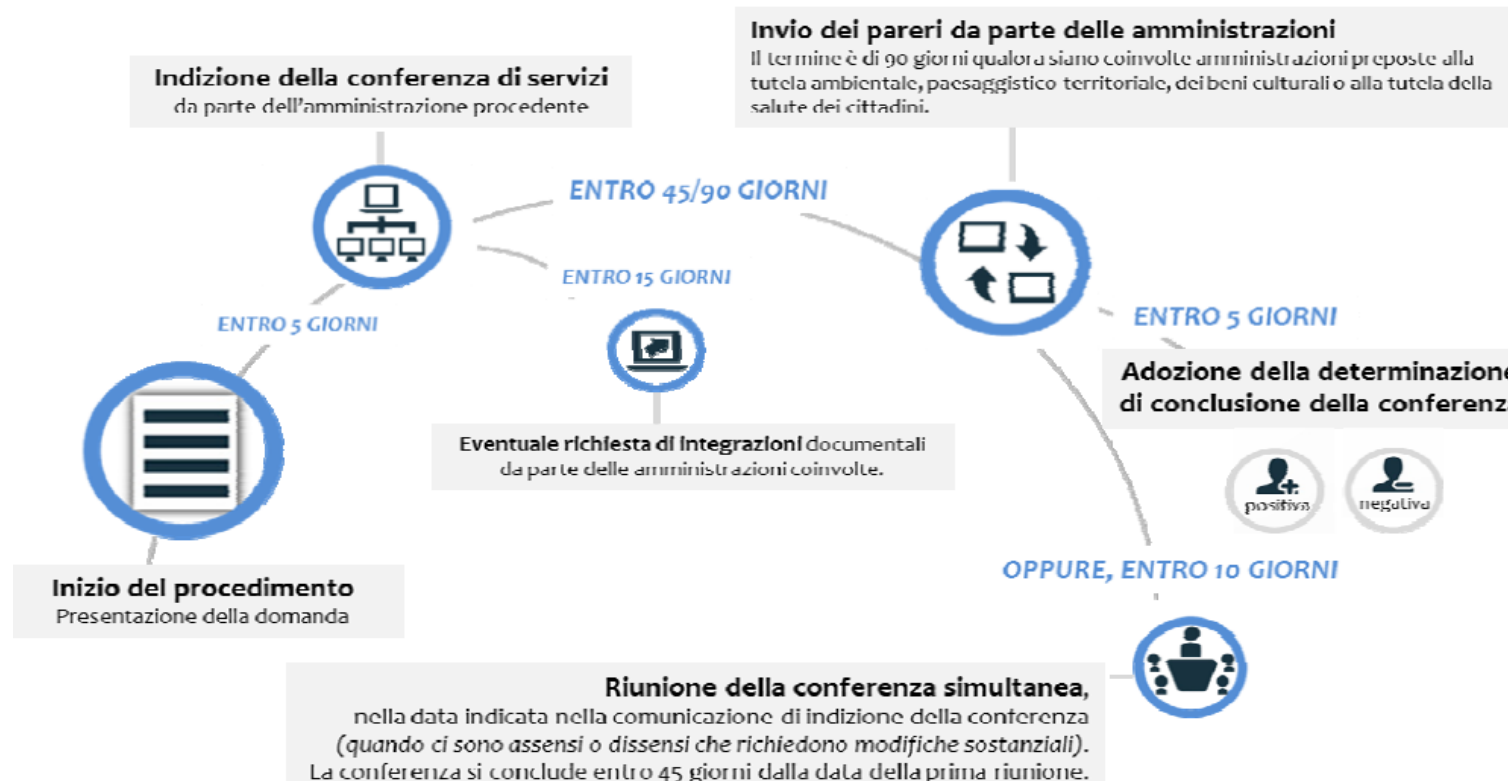 Invio dei pareri da parte delle amministrazioni
Il termine è di 90 giorni qualora siano coinvolte amministrazioni preposte alla
tutela ambientale, paesaggistico territoriale, dei beni culturali o alla tutela della
salute dei cittadini.
Indizione della conferenza di servizi
da parte dell'amministrazione procedente
ENTRO 45/90 GIORNI
ENTRO 15 GIORNI
ENTRO 5 GIORNI
ENTRO 5 GIORNI
Adozione della determinazione
di conclusione della conferenz
Eventuale richiesta di integrazioni documentali
da parte delle amministrazioni coinvolte.
positiva
negativa
Inizio del procedimento
Presentazione della domanda
OPPURE, ENTRO 10 GIORNI
Riunione della conferenza simultanea,
nella data indicata nella comunicazione di indizione della conferenza
(quando ci sono assensi o dissensi che richiedono modifiche sostanziali).
La conferenza si conclude entro 45 giorni dalla data della prima riunione.